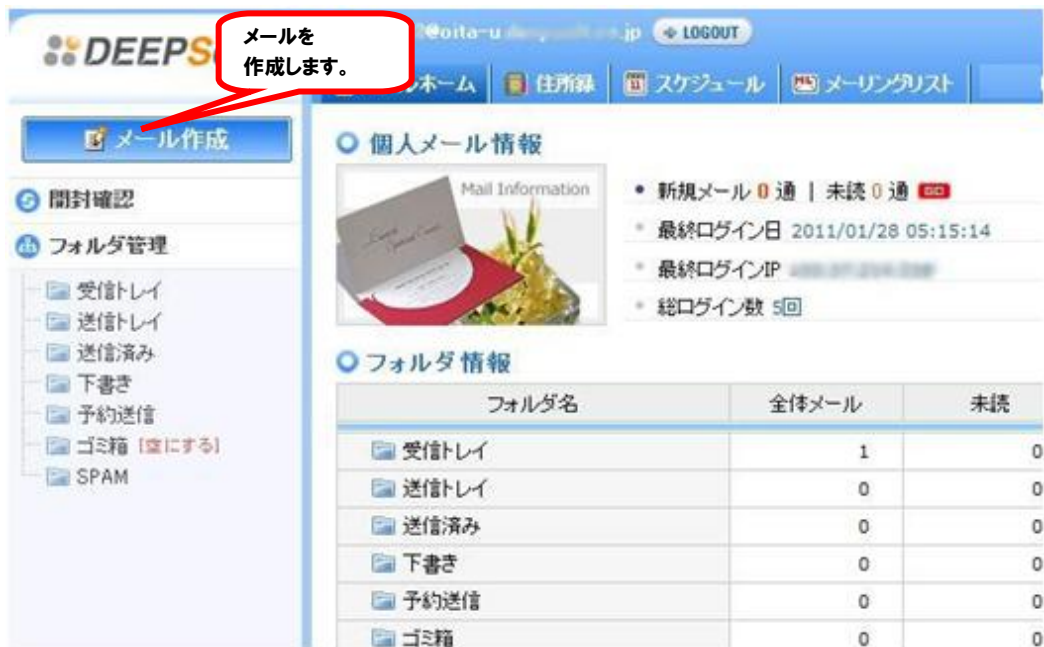 DEEPS
メールを
作成します。
@oita-u .jp LOGOUT
ホーム 住所録 スケジュール メーリングリスト
メール作成
開封確認
フォルダ管理
受信トレイ
送信トレイ
送信済み
下書き
予約送信
ゴミ箱 [空にする]
SPAM
個人メール情報
Mail Information
新規メール 0 通 | 未読 0 通 GO
最終ログイン日 2011/01/28 05:15:14
最終ログインIP
総ログイン数 5回
フォルダ情報
フォルダ名 全体メール 未読
受信トレイ 1 0
送信トレイ 0 0
送信済み 0 0
下書き 0 0
予約送信 0 0
ゴミ箱 0 0